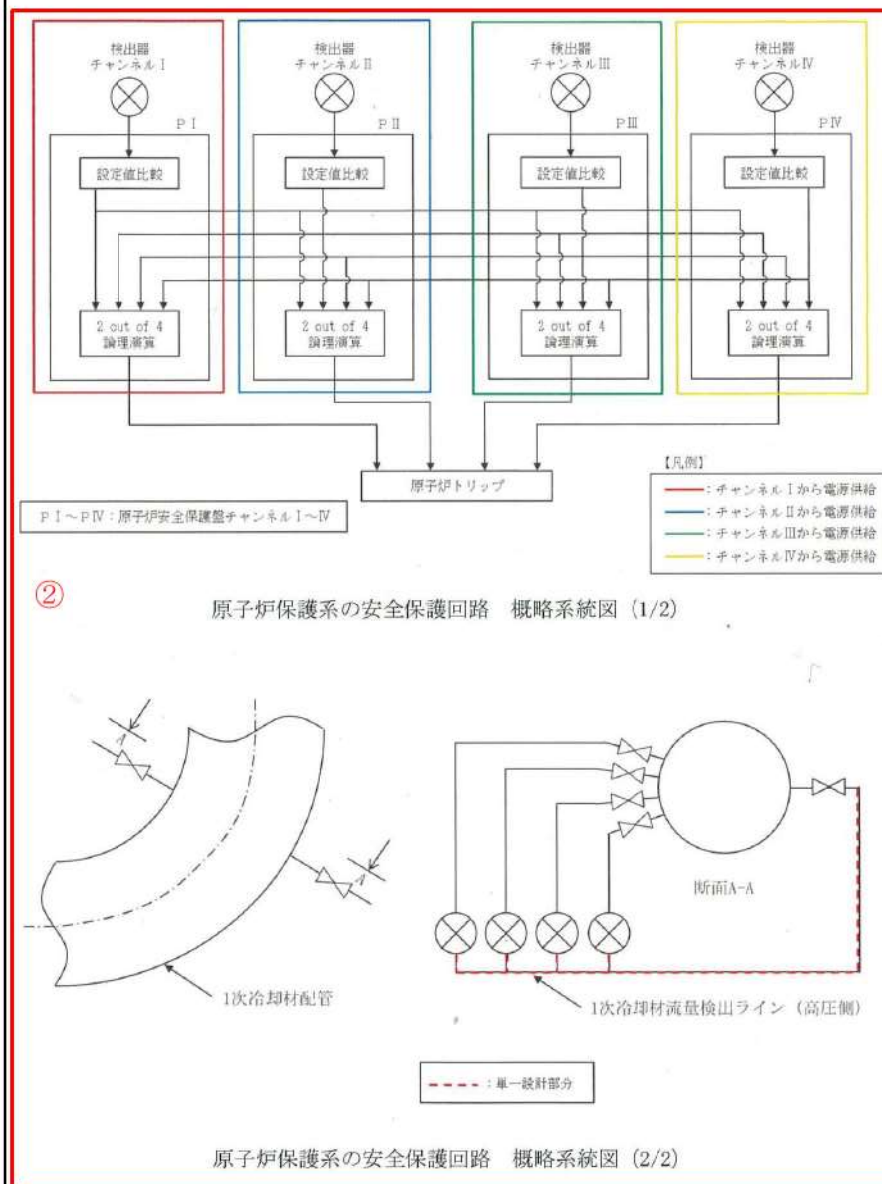 検出器
チャンネルⅠ
検出器
チャンネルⅡ
検出器
チャンネルⅢ
検出器
チャンネルⅣ
PⅠ
PⅡ
PⅢ
PⅣ
設定値比較
設定値比較
設定値比較
設定値比較
2 out of 4
論理演算
2 out of 4
論理演算
2 out of 4
論理演算
2 out of 4
論理演算
原子炉トリップ
PⅠ~PⅣ:原子炉安全保護盤チャンネルⅠ~Ⅳ
【凡例】
:チャンネルⅠから電源供給
:チャンネルⅡから電源供給
:チャンネルⅢから電源供給
:チャンネルⅣから電源供給
②
原子炉保護系の安全保護回路 概略系統図 (1/2)
A
A
1次冷却材配管
断面A-A
1次冷却材流量検出ライン(高圧側)
:単一設計部分
原子炉保護系の安全保護回路 概略系統図 (2/2)